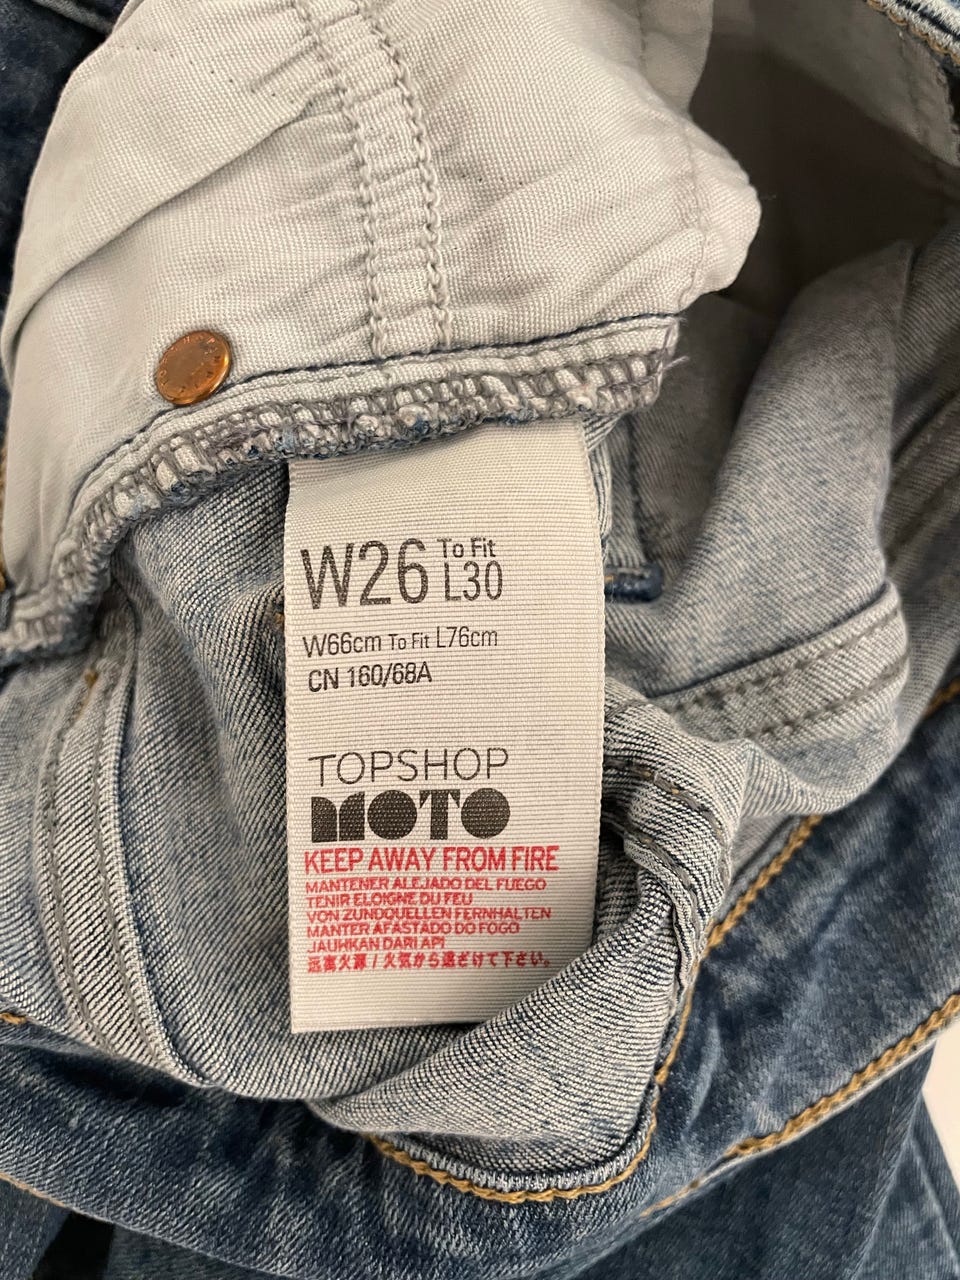 W26 To Fit L30
W66cm To Fit L76cm
CN 160/68A
TOPSHOP
MOTO
KEEP AWAY FROM FIRE
MANTENER ALEJADO DEL FUEGO
TENIR ELOIGNE DU FEU
VON ZUNDQUELLEN FERNHALTEN
MANTER AFASTADO DO FOGO
JAUHKAN DARI API
远离火源 / 火気から遠ざけて下さい。